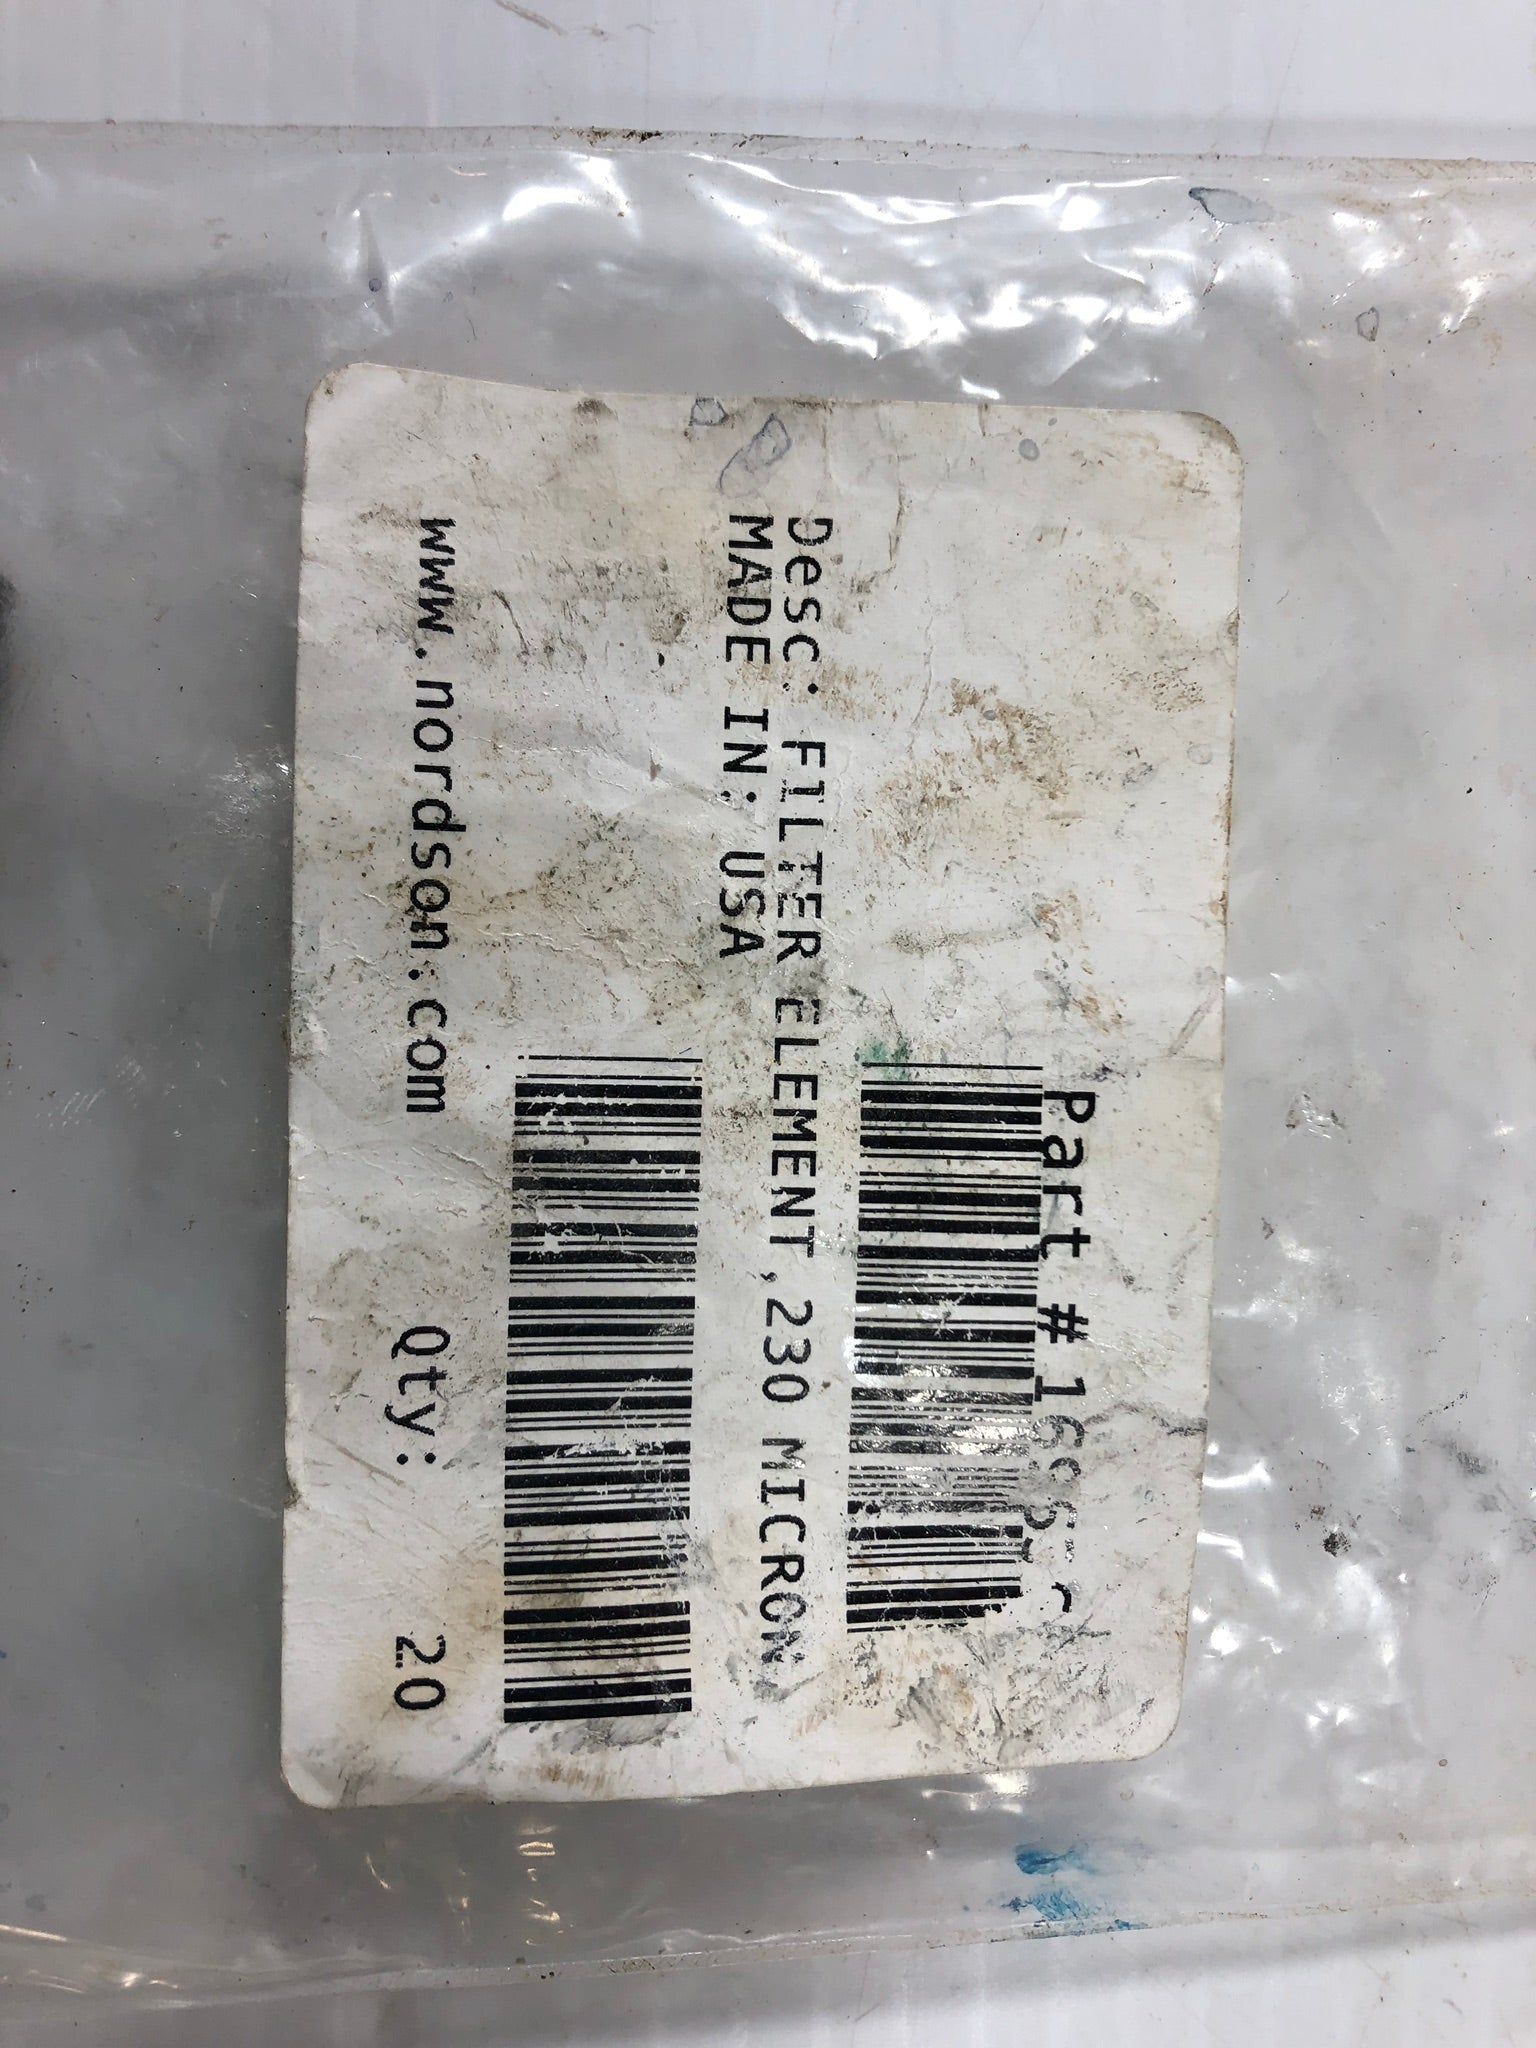 Part #
Desc: FILTER ELEMENT,230 MICRON
MADE IN: USA
www.nordson.com Qty: 20